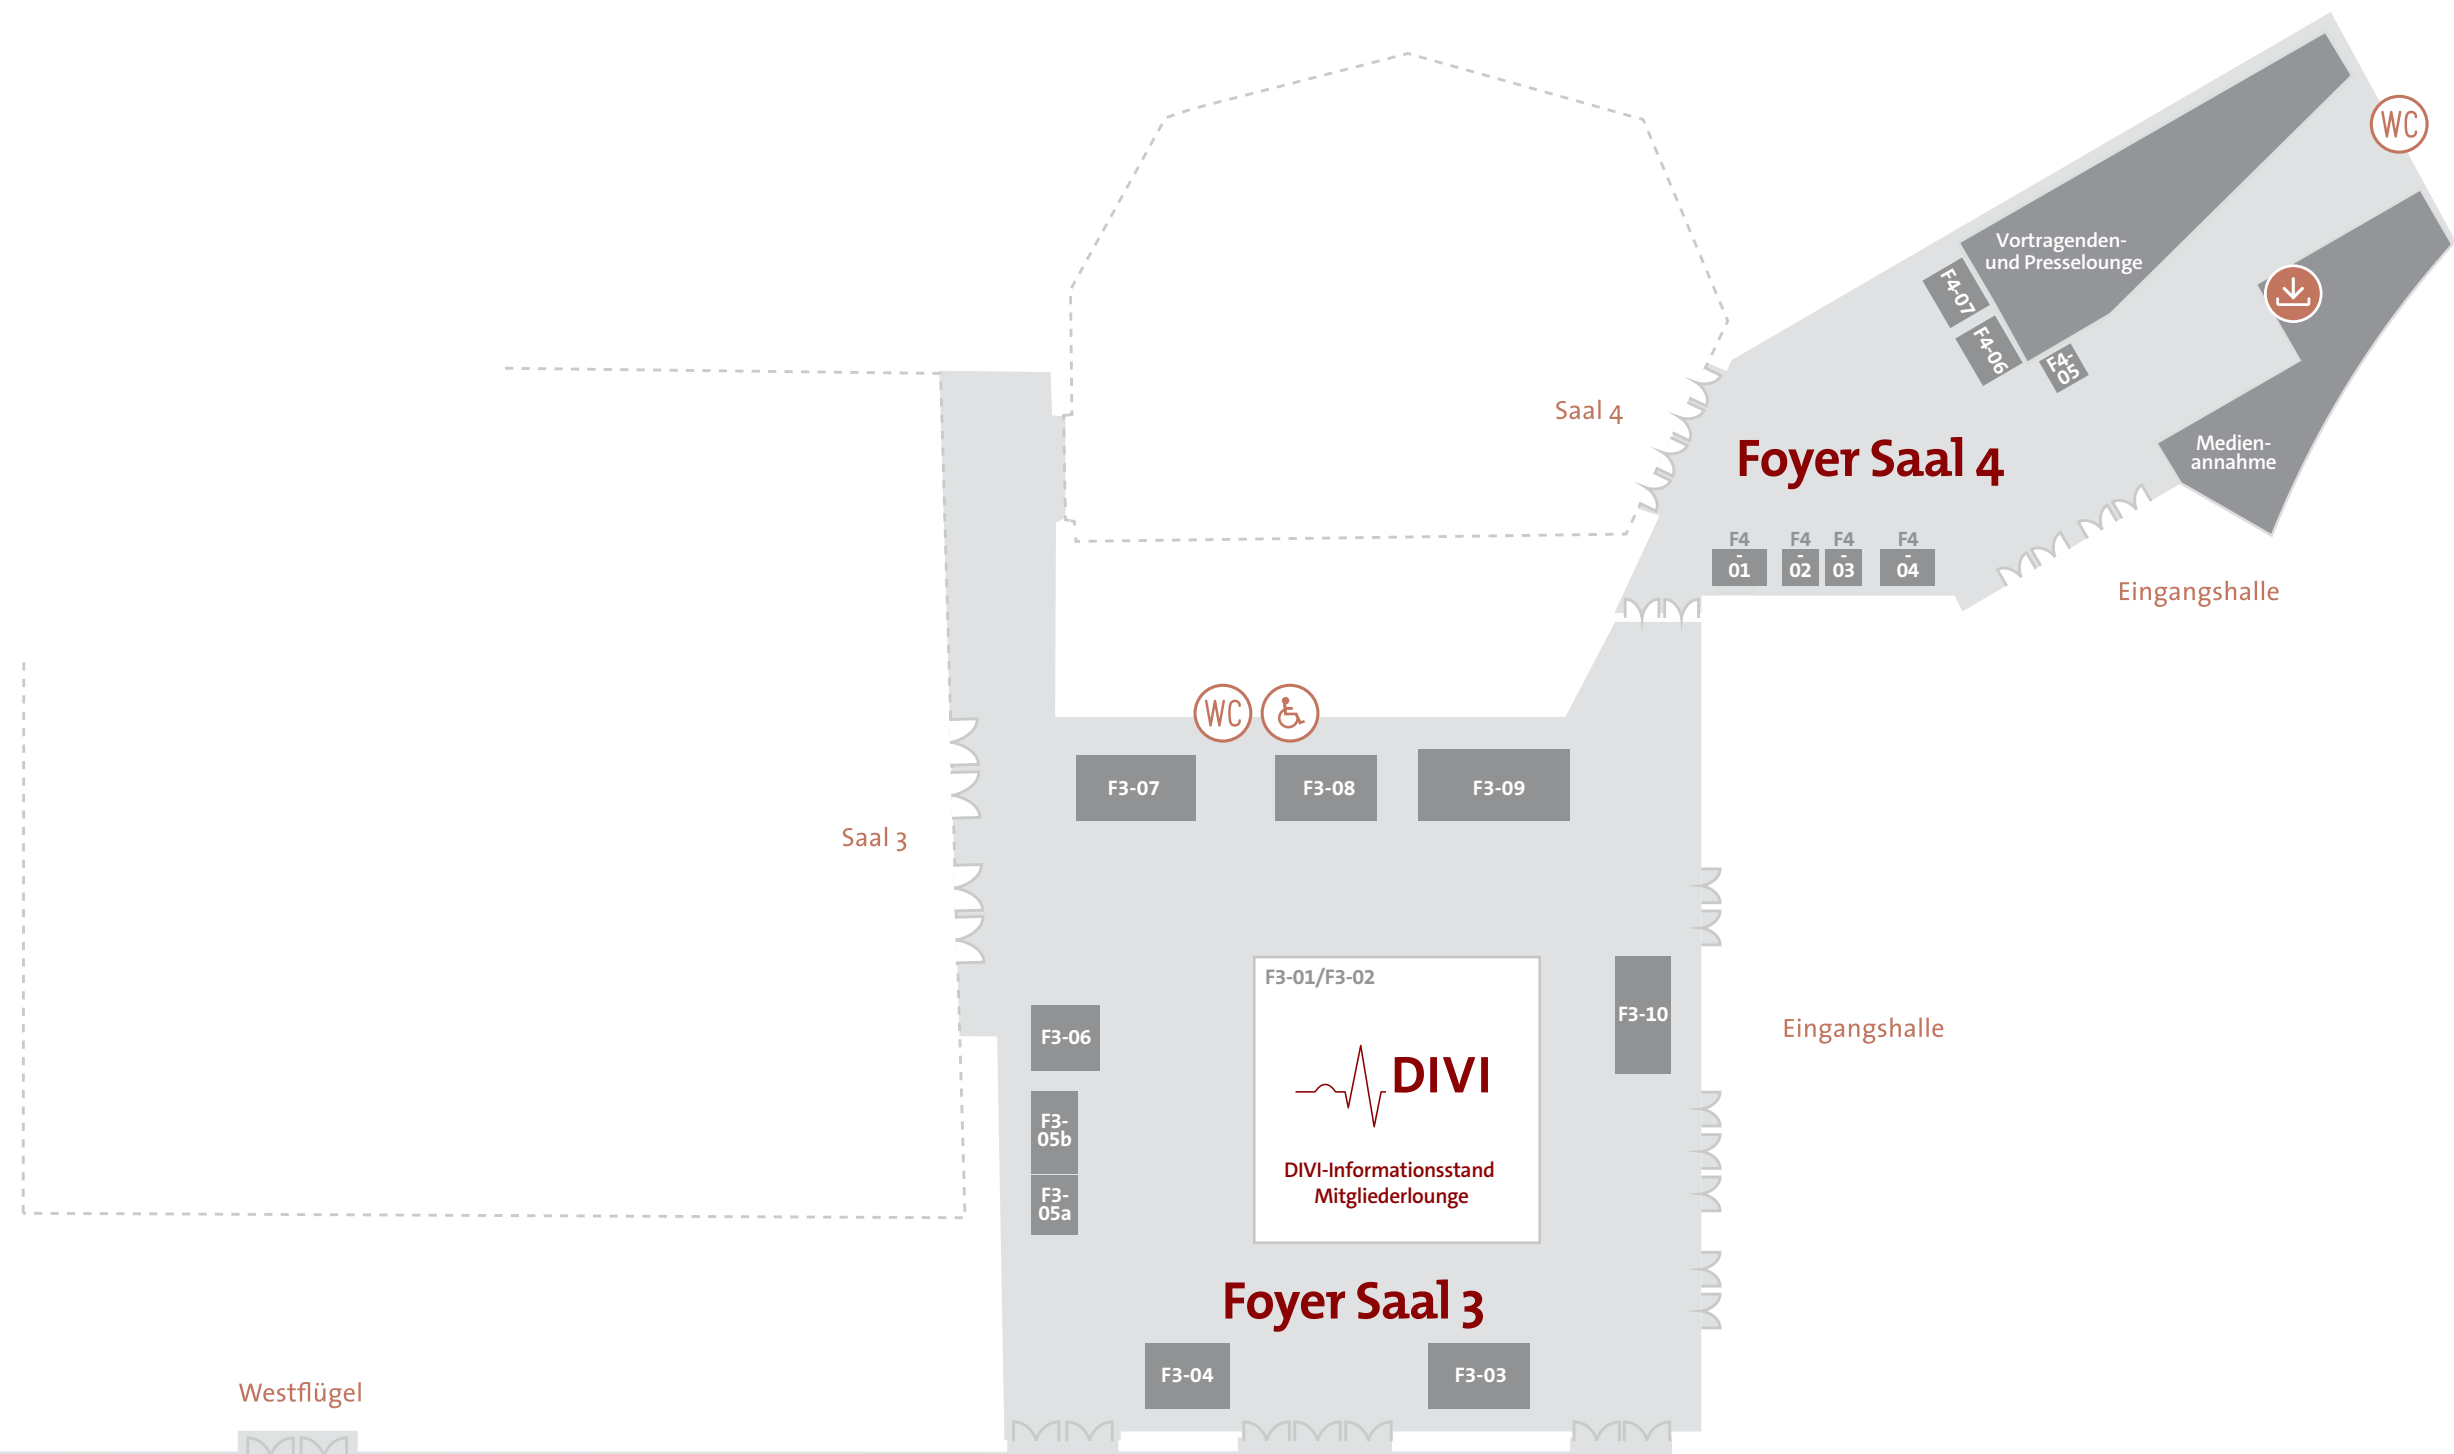 WC
Vortragenden-
und Presselounge
F4-07
F4-06
F4-
05
Saal 4
Foyer Saal 4
Medien-
annahme
F4
-
01
F4
-
02
F4
-
03
F4
-
04
Eingangshalle
WC
F3-07
F3-08
F3-09
Saal 3
F3-01/F3-02
F3-10
F3-06
DIVI
Eingangshalle
F3-
05b
DIVI-Informationsstand
Mitgliederlounge
F3-
05a
Foyer Saal 3
F3-04
F3-03
Westflügel